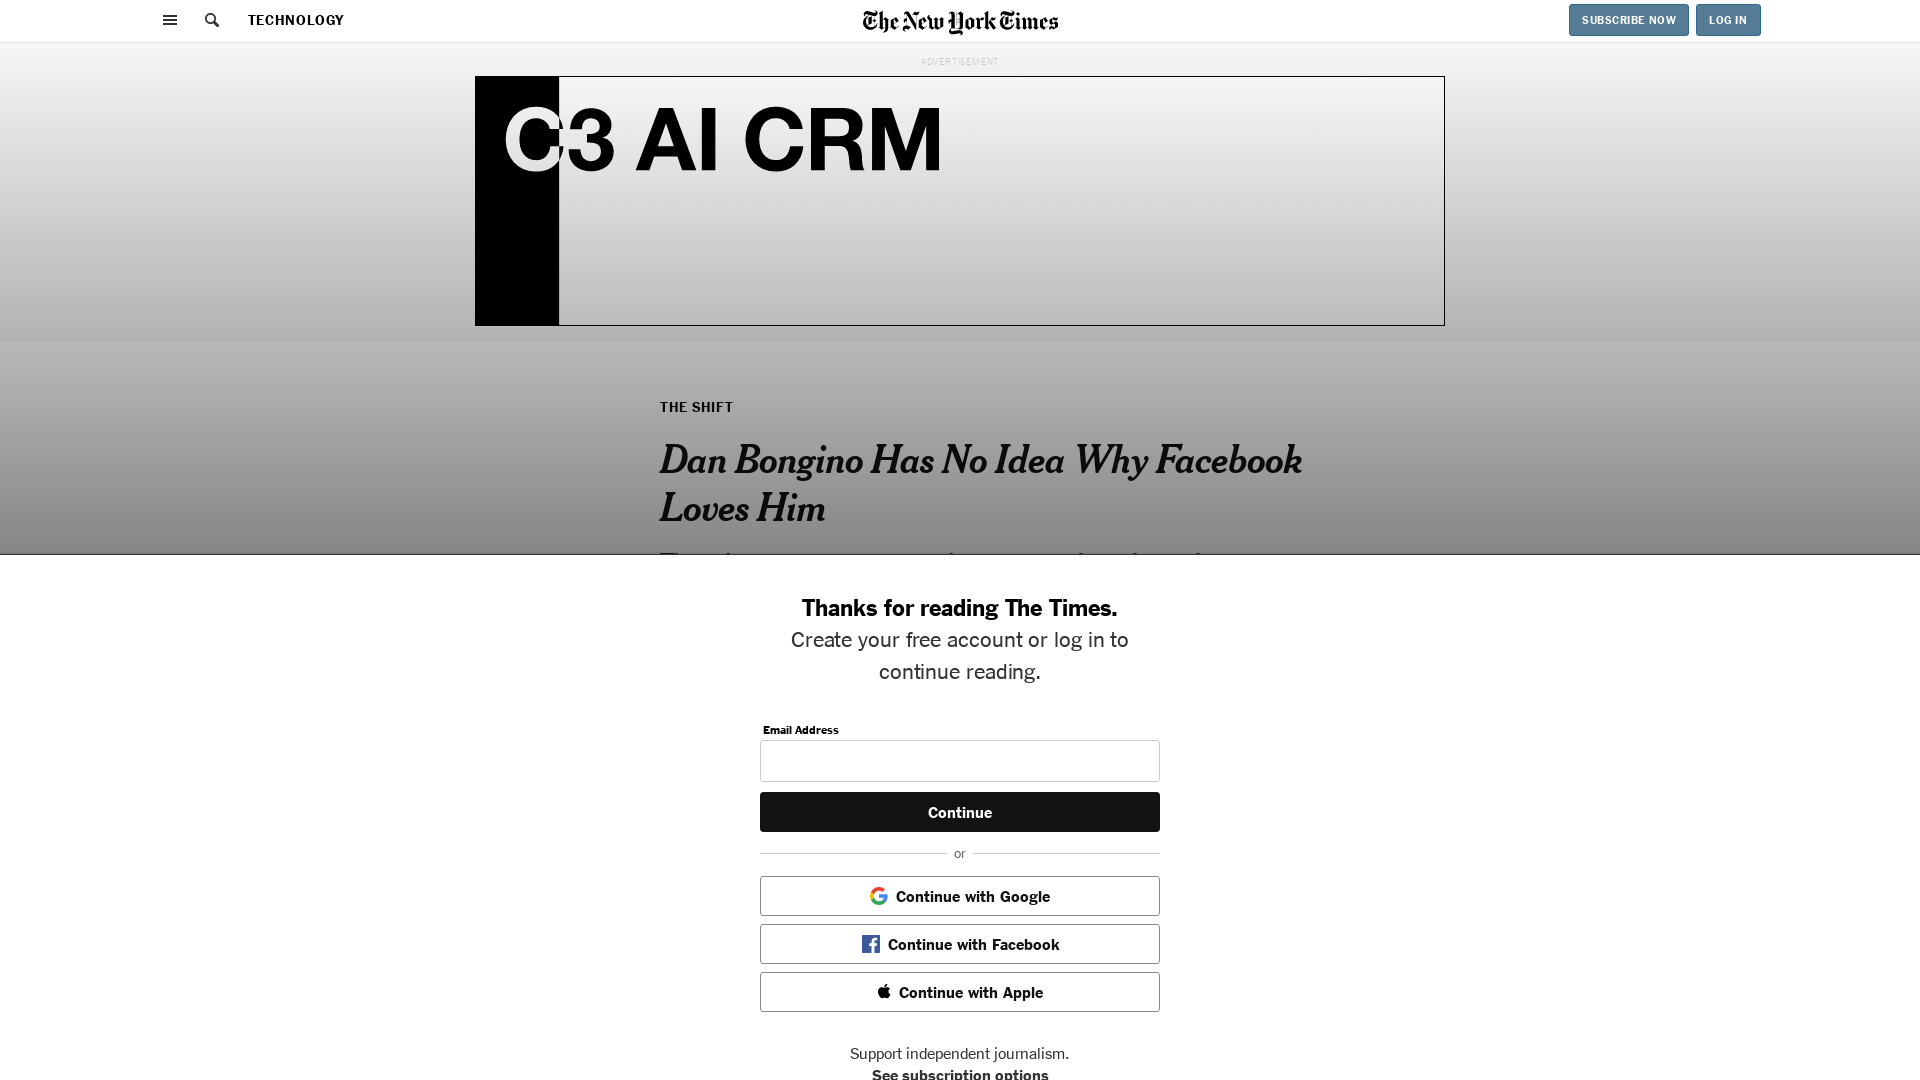 TECHNOLOGY
The New York Times
SUBSCRIBE NOW
LOG IN
ADVERTISEMENT
C3 AI CRM
THE SHIFT
Dan Bongino Has No Idea Why Facebook
Loves Him
Thanks for reading The Times.
Create your free account or log in to
continue reading.
Email Address
Continue
or
Continue with Google
Continue with Facebook
Continue with Apple
Support independent journalism.
See subscription options